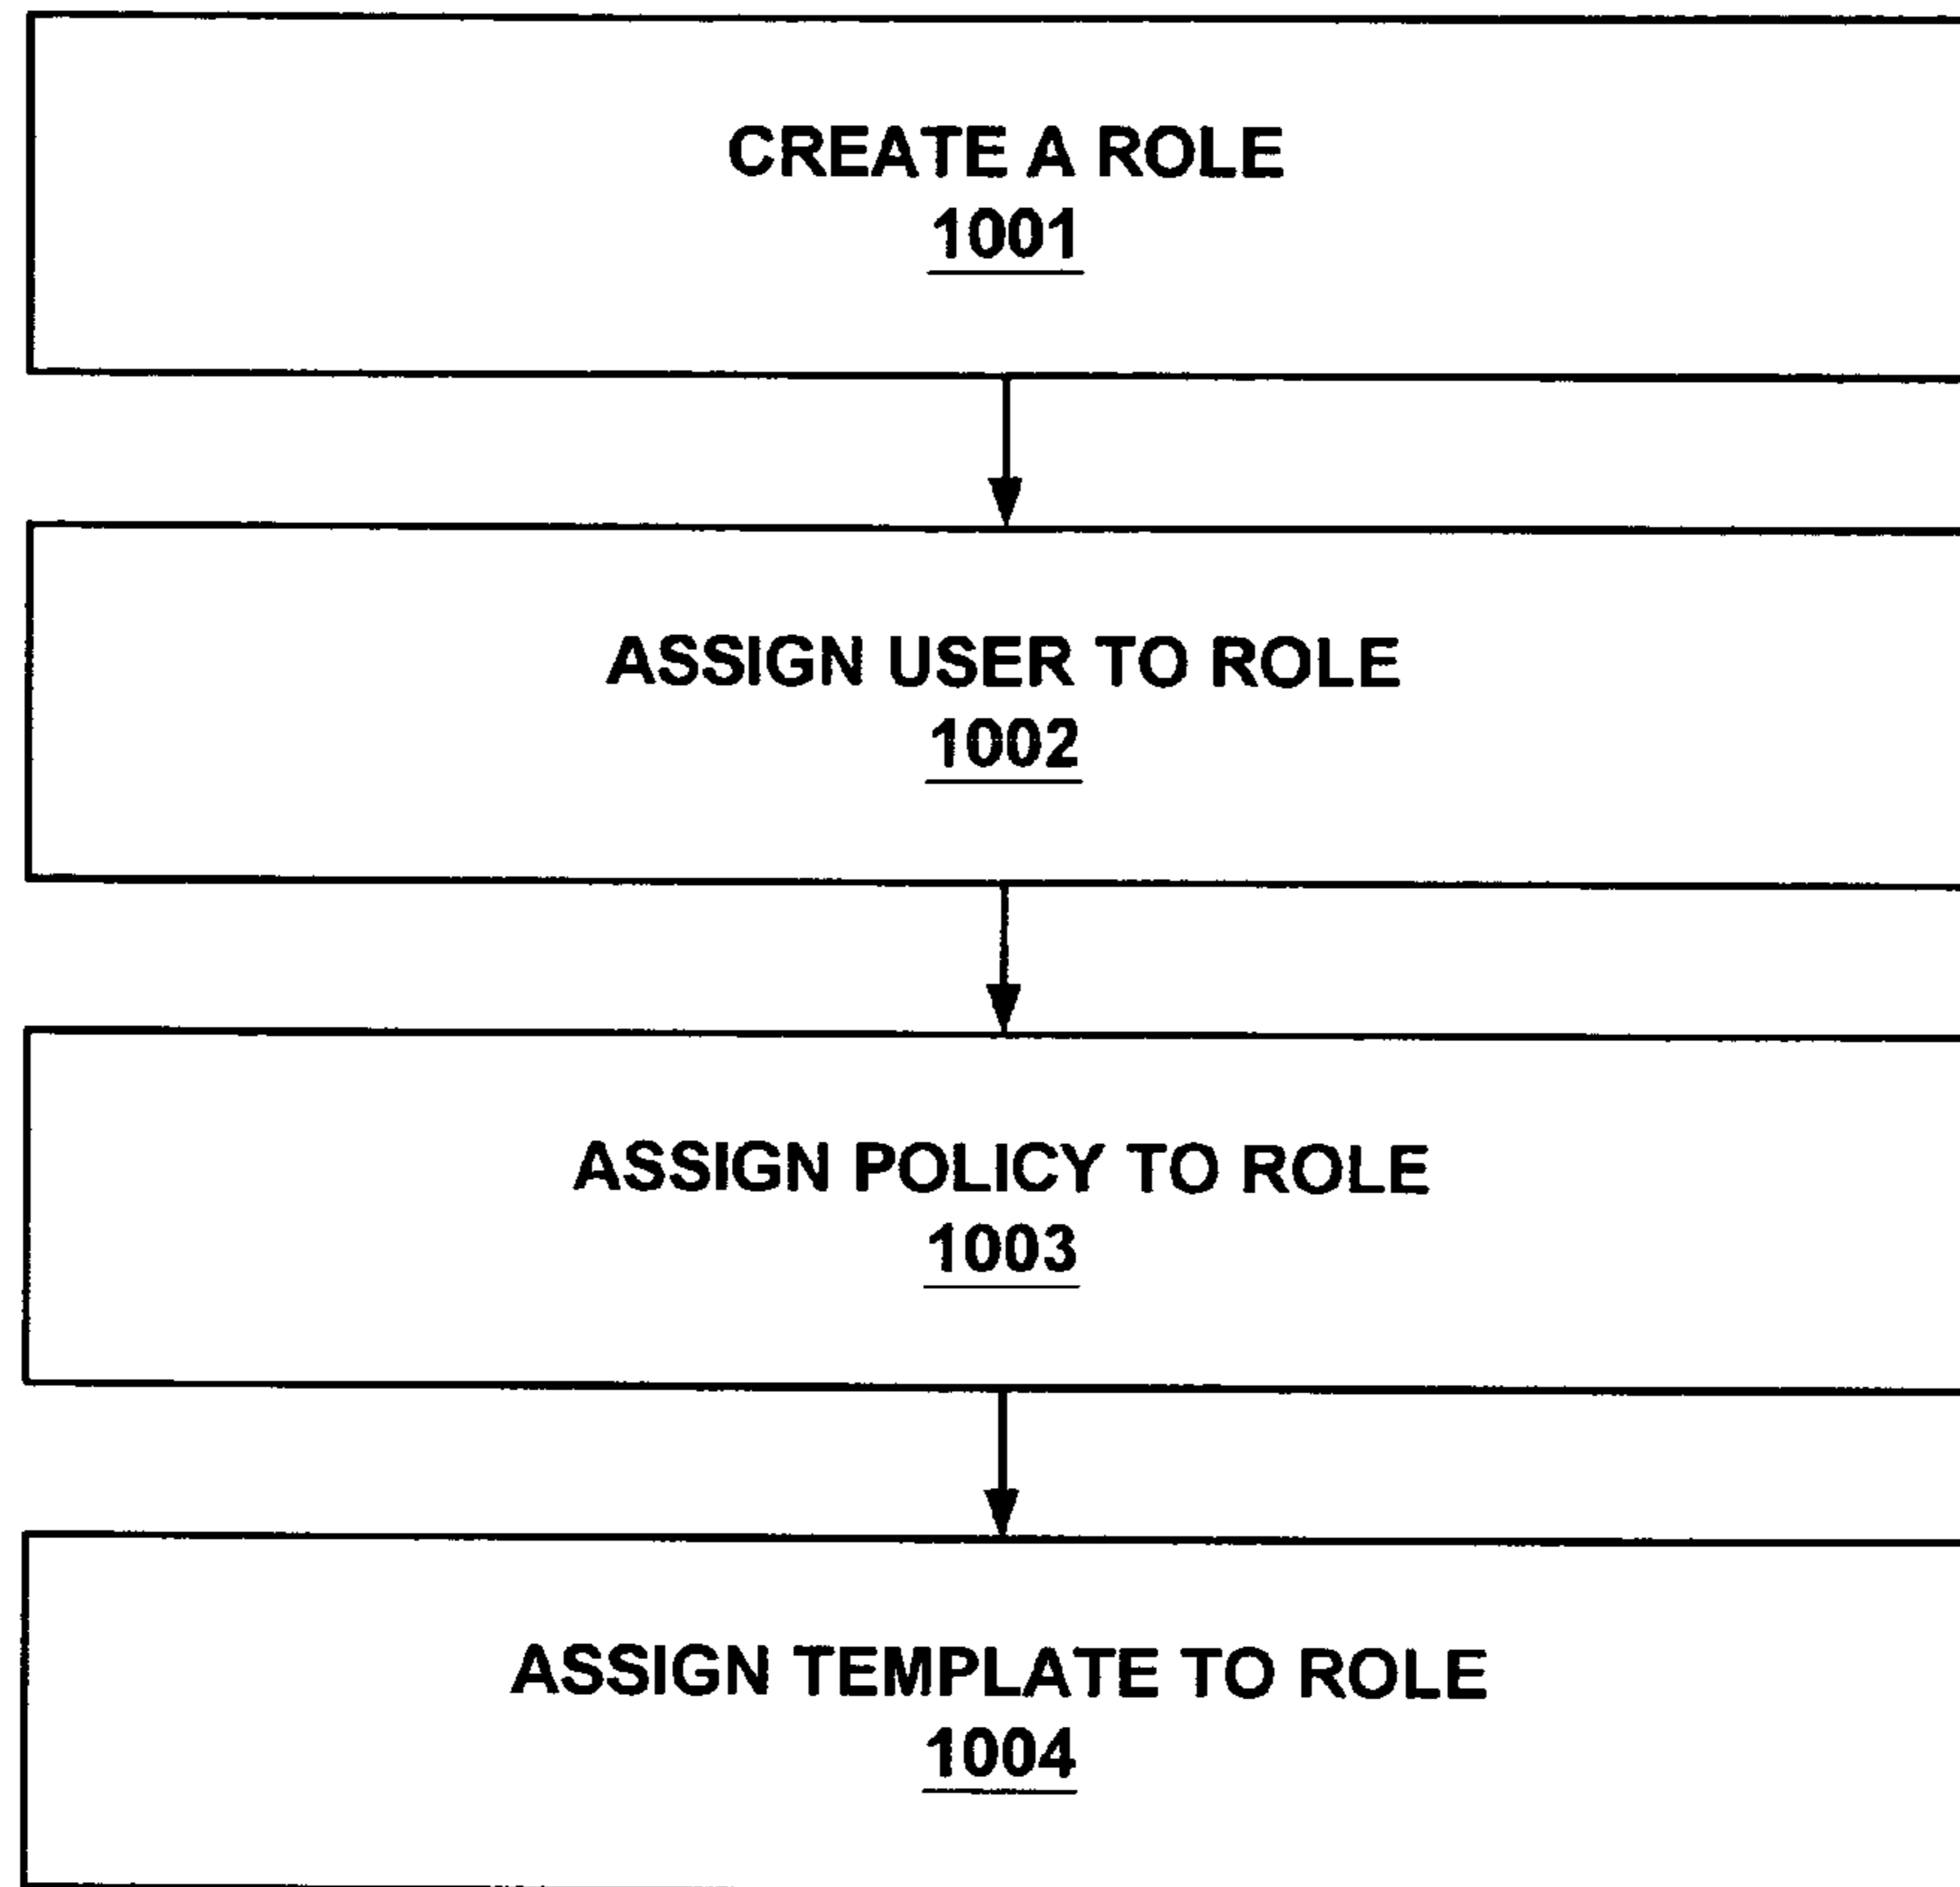 CREATE A ROLE
1001
ASSIGN USER TO ROLE
1002
ASSIGN POLICY TO ROLE
1003
ASSIGN TEMPLATE TO ROLE
1004